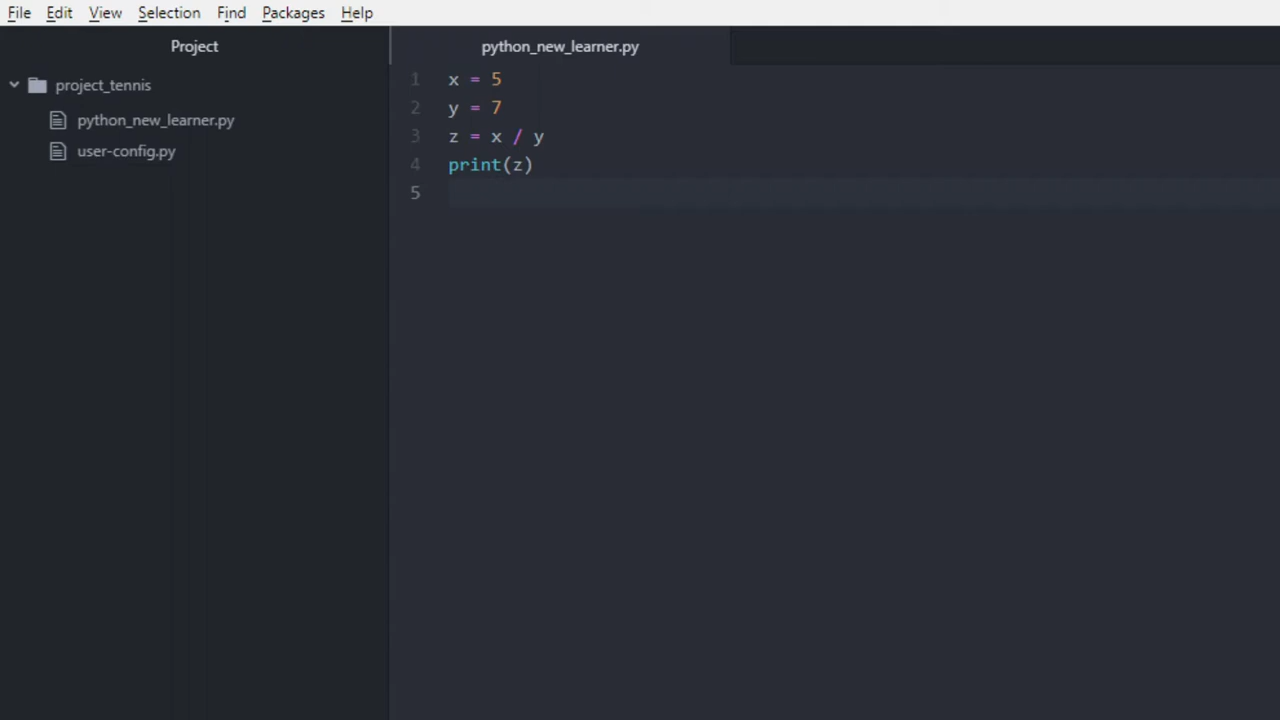 File Edit View Selection Find Packages Help
Project
project_tennis
python_new_learner.py
user-config.py
python_new_learner.py
1 x = 5
2 y = 7
3 z = x / y
4 print(z)
5